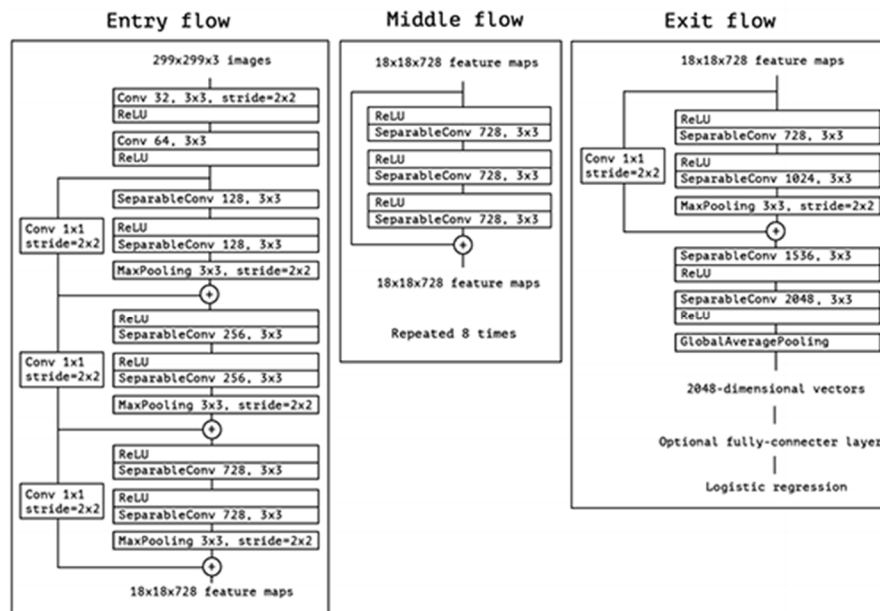 Entry flow
299x299x3 images
Conv 32, 3x3, stride=2x2
ReLU
Conv 64, 3x3
ReLU
SeparableConv 128, 3x3
Conv 1x1
stride=2x2
ReLU
SeparableConv 128, 3x3
MaxPooling 3x3, stride=2x2
+
ReLU
SeparableConv 256, 3x3
Conv 1x1
stride=2x2
ReLU
SeparableConv 256, 3x3
MaxPooling 3x3, stride=2x2
+
ReLU
SeparableConv 728, 3x3
Conv 1x1
stride=2x2
ReLU
SeparableConv 728, 3x3
MaxPooling 3x3, stride=2x2
+
18x18x728 feature maps
Middle flow
18x18x728 feature maps
ReLU
SeparableConv 728, 3x3
ReLU
SeparableConv 728, 3x3
ReLU
SeparableConv 728, 3x3
+
18x18x728 feature maps
Repeated 8 times
Exit flow
18x18x728 feature maps
ReLU
SeparableConv 728, 3x3
Conv 1x1
stride=2x2
ReLU
SeparableConv 1024, 3x3
MaxPooling 3x3, stride=2x2
+
SeparableConv 1536, 3x3
ReLU
SeparableConv 2048, 3x3
ReLU
GlobalAveragePooling
2048-dimensional vectors
Optional fully-connecter layer
Logistic regression